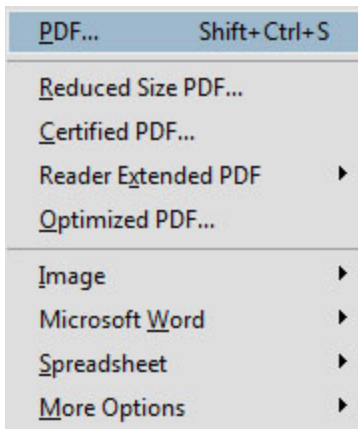 PDF... Shift+Ctrl+S
Reduced Size PDF...
Certified PDF...
Reader Extended PDF
Optimized PDF...
Image
Microsoft Word
Spreadsheet
More Options